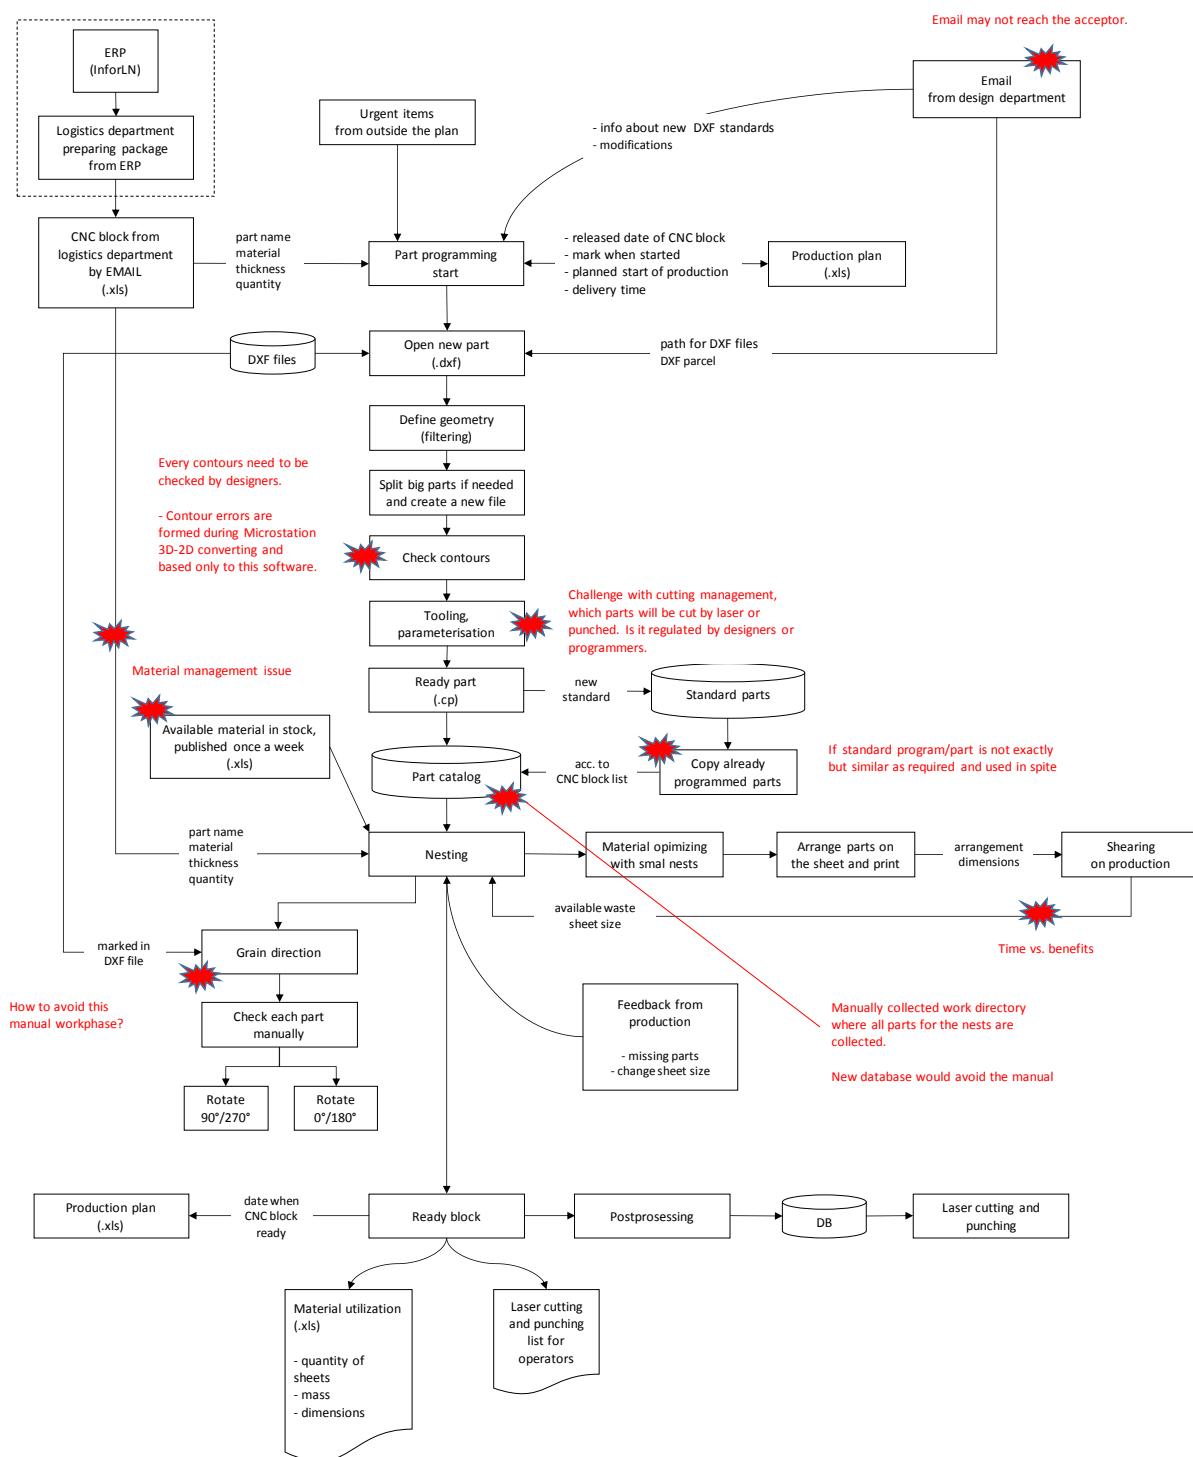 Email may not reach the acceptor.
ERP
(InforLN)
Email
from design department
Urgent items
from outside the plan
Logistics department
preparing package
from ERP
- info about new DXF standards
- modifications
CNC block from
logistics department
by EMAIL
(.xls)
part name
material
thickness
quantity
Part programming
start
- released date of CNC block
- mark when started
- planned start of production
- delivery time
Production plan
(.xls)
DXF files
Open new part
(.dxf)
path for DXF files
DXF parcel
Define geometry
(filtering)
Every contours need to be
checked by designers.
- Contour errors are
formed during Microstation
3D-2D converting and
based only to this software.
Split big parts if needed
and create a new file
Check contours
Tooling,
parameterisation
Challenge with cutting management,
which parts will be cut by laser or
punched. Is it regulated by designers or
programmers.
Material management issue
Ready part
(.cp)
new
standard
Standard parts
Available material in stock,
published once a week
(.xls)
Part catalog
acc. to
CNC block list
Copy already
programmed parts
If standard program/part is not exactly
but similar as required and used in spite
part name
material
thickness
quantity
Nesting
Material opimizing
with smal nests
Arrange parts on
the sheet and print
arrangement
dimensions
Shearing
on production
available waste
sheet size
Time vs. benefits
marked in
DXF file
Grain direction
How to avoid this
manual workphase?
Check each part
manually
Feedback from
production
- missing parts
- change sheet size
Manually collected work directory
where all parts for the nests are
collected.
New database would avoid the manual
Rotate
90°/270°
Rotate
0°/180°
Production plan
(.xls)
date when
CNC block
ready
Ready block
Postprosessing
DB
Laser cutting and
punching
Material utilization
(.xls)
- quantity of
sheets
- mass
- dimensions
Laser cutting
and punching
list for
operators